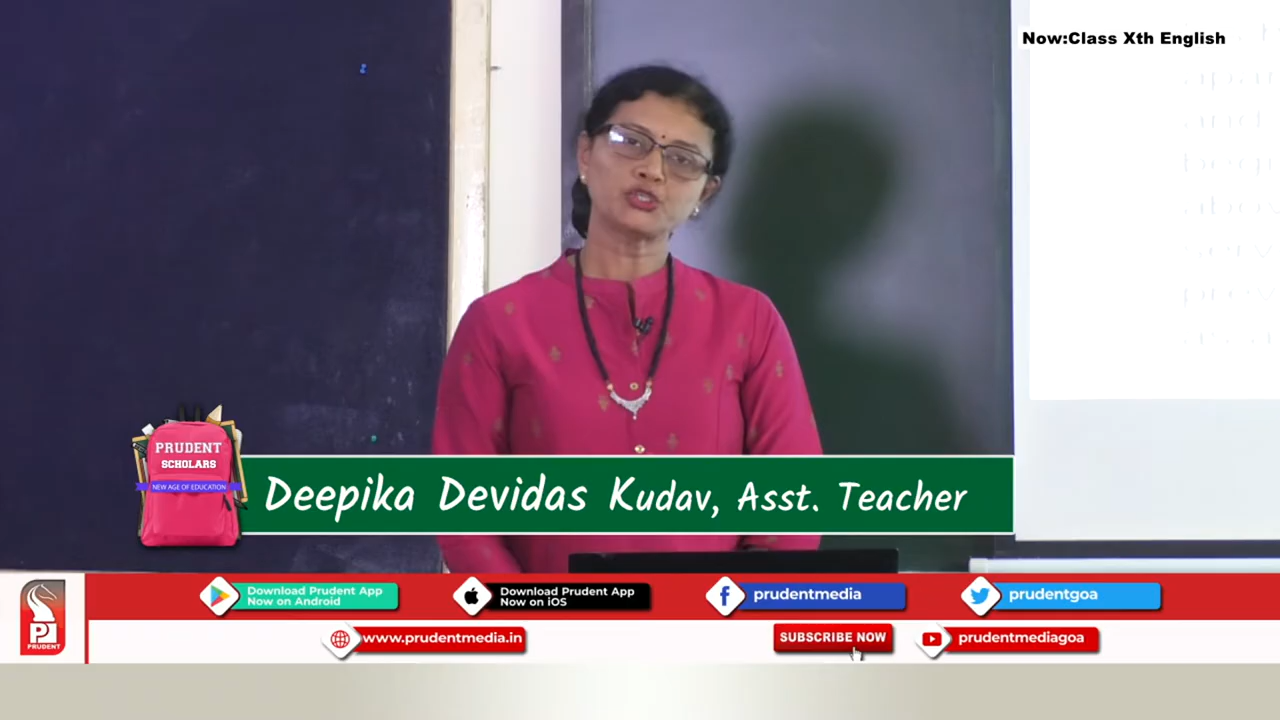 Now:Class Xth English
PRUDENT
SCHOLARS
NEW AGE OF EDUCATION
Deepika Devidas Kudav, Asst. Teacher
Download Prudent App
Now on Android
Download Prudent App
Now on iOS
prudentmedia
prudentgoa
PRUDENT
www.prudentmedia.in
SUBSCRIBE NOW
prudentmediagoa